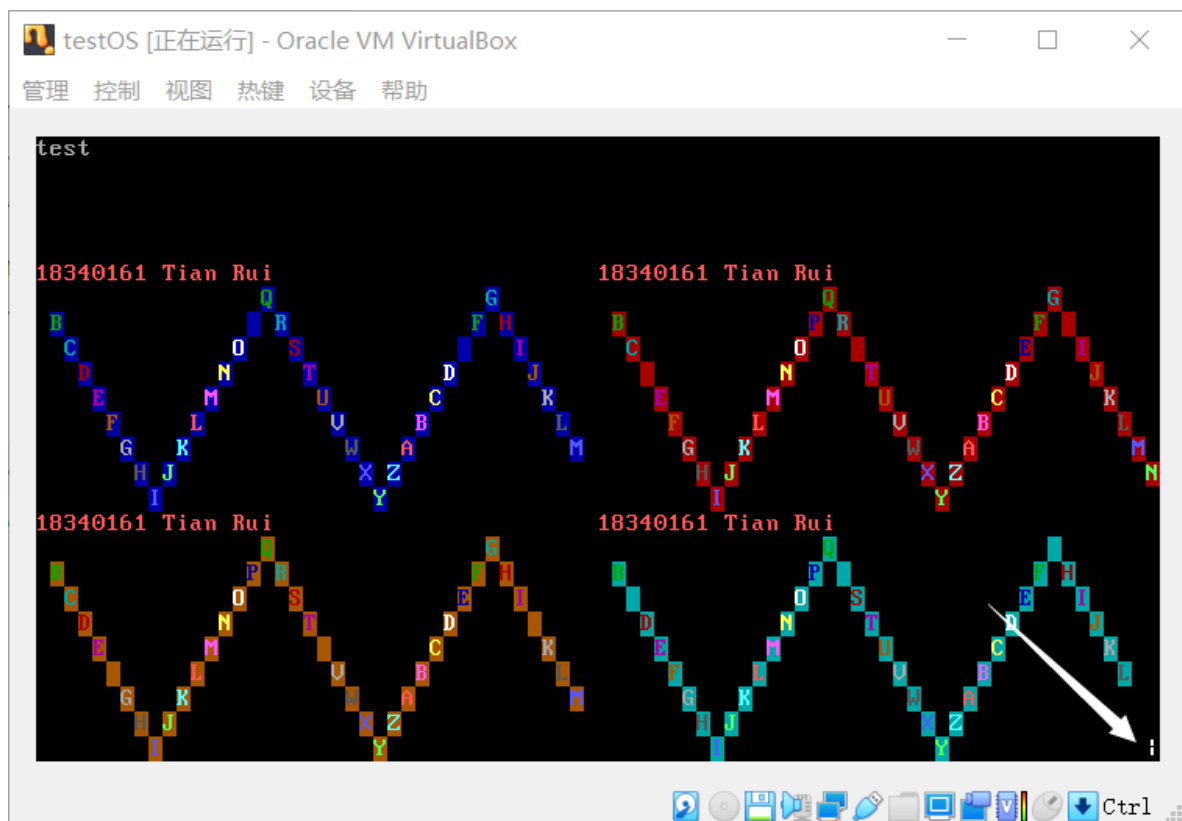 testOS [正在运行] - Oracle VM VirtualBox
管理 控制 视图 热键 设备 帮助
test
18340161 Tian Rui 18340161 Tian Rui
Q G Q G
B R F H B P R F
C O S I C O E I
D N T D J N T D J
E M U C K E M U C K
F L V B L F L V B L
G K W A M G K W A M
H J X Z H J X Z N
I Y I Y
18340161 Tian Rui 18340161 Tian Rui
Q G Q
B P R F H B P F H
C O S E I O S E I
D N T D D N T D J
E M C K E M U C K
L V B L F L V B L
G K W A M G K W A
H J X Z H J X Z
I Y I Y ¦
Ctrl